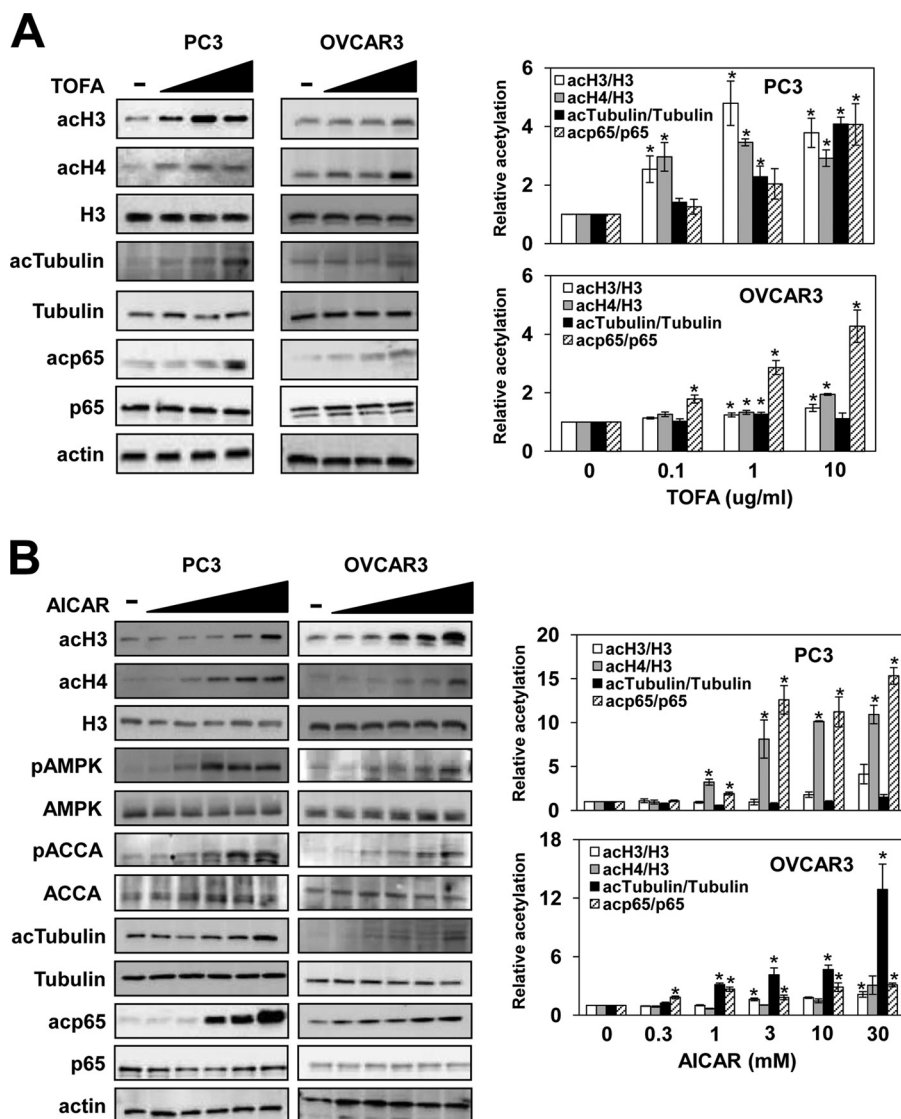 A
PC3
OVCAR3
TOFA
–
–
acH3
acH4
H3
acTubulin
Tubulin
acp65
p65
actin
Relative acetylation
6
4
2
0
acH3/H3
acH4/H3
acTubulin/Tubulin
acp65/p65
PC3
*
*
*
*
*
*
*
*
*
Relative acetylation
6
4
2
0
acH3/H3
acH4/H3
acTubulin/Tubulin
acp65/p65
OVCAR3
*
*
*
*
*
*
*
*
0 0.1 1 10
TOFA (ug/ml)
B
PC3
OVCAR3
AICAR
–
–
acH3
acH4
H3
pAMPK
AMPK
pACCA
ACCA
acTubulin
Tubulin
acp65
p65
actin
Relative acetylation
20
15
10
5
0
acH3/H3
acH4/H3
acTubulin/Tubulin
acp65/p65
PC3
*
*
*
*
*
*
*
*
Relative acetylation
18
12
6
0
acH3/H3
acH4/H3
acTubulin/Tubulin
acp65/p65
OVCAR3
*
*
*
*
*
*
*
*
*
*
*
0 0.3 1 3 10 30
AICAR (mM)